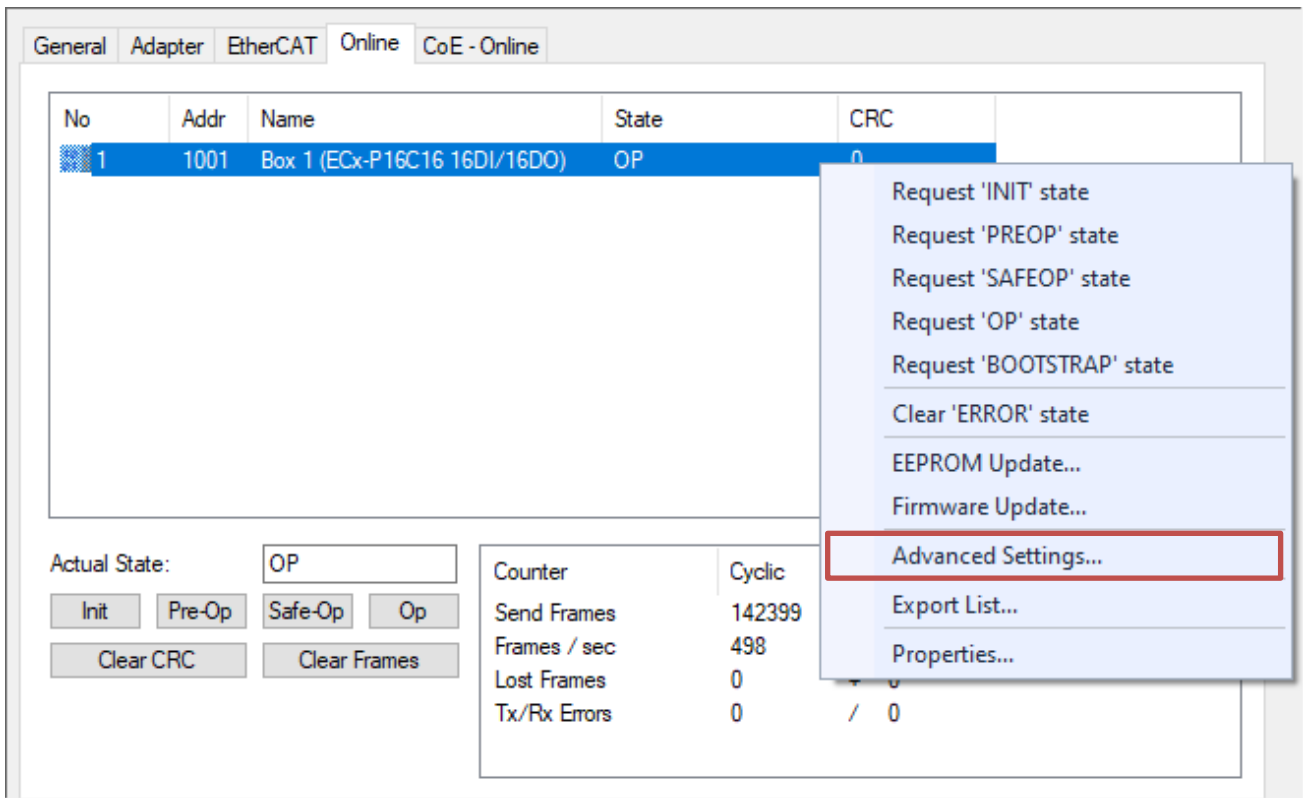 General Adapter EtherCAT Online CoE - Online
No Addr Name State CRC
1 1001 Box 1 (ECx-P16C16 16DI/16DO) OP 0
Request 'INIT' state
Request 'PREOP' state
Request 'SAFEOP' state
Request 'OP' state
Request 'BOOTSTRAP' state
Clear 'ERROR' state
EEPROM Update...
Firmware Update...
Advanced Settings...
Export List...
Properties...
Actual State: OP
Init Pre-Op Safe-Op Op
Clear CRC Clear Frames
Counter Cyclic
Send Frames 142399
Frames / sec 498
Lost Frames 0 + 0
Tx/Rx Errors 0 / 0